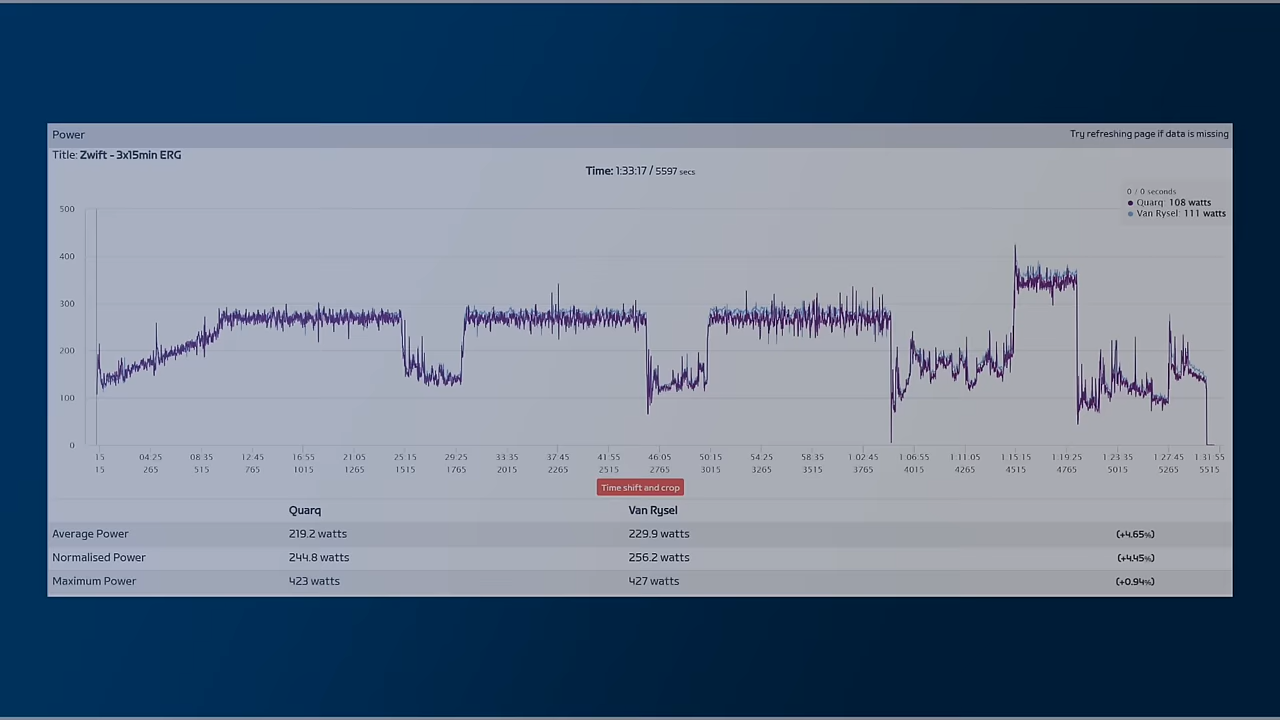 Power
Try refreshing page if data is missing
Title: Zwift - 3x15min ERG
Time: 1:33:17 / 5597 secs
0 / 0 seconds
Quarq: 108 watts
Van Rysel: 111 watts
500
400
300
200
100
0
15 04:25 08:35 12:45 16:55 21:05 25:15 29:25 33:35 37:45 41:55 46:05 50:15 54:25 58:35 1:02:45 1:06:55 1:11:05 1:15:15 1:19:25 1:23:35 1:27:45 1:31:55
15 265 515 765 1015 1265 1515 1765 2015 2265 2515 2765 3015 3265 3515 3765 4015 4265 4515 4765 5015 5265 5515
Time shift and crop
Quarq Van Rysel
Average Power 219.2 watts 229.9 watts (+4.65%)
Normalised Power 244.8 watts 256.2 watts (+4.45%)
Maximum Power 423 watts 427 watts (+0.94%)